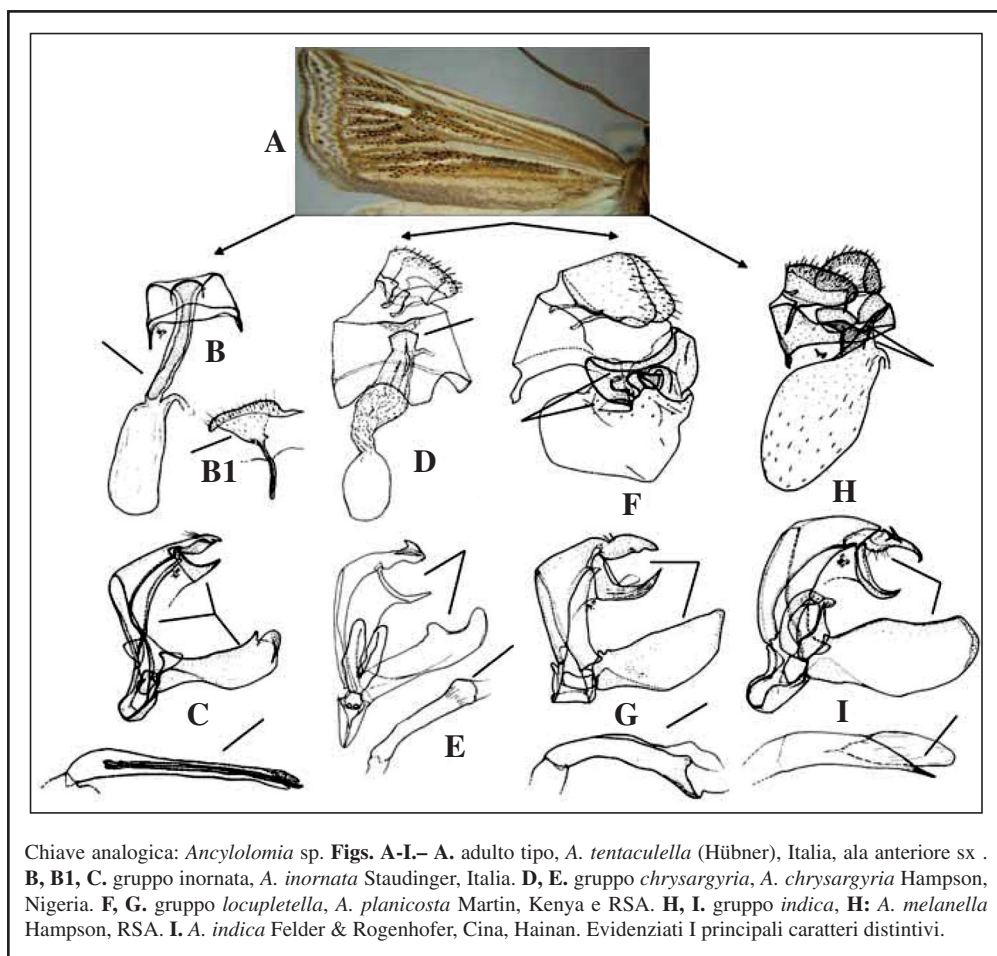 A
B
B1
D
F
H
C
E
G
I
Chiave analogica: Ancylolomia sp. Figs. A-I.– A. adulto tipo, A. tentaculella (Hübner), Italia, ala anteriore sx .
B, B1, C. gruppo inornata, A. inornata Staudinger, Italia. D, E. gruppo chrysargyria, A. chrysargyria Hampson,
Nigeria. F, G. gruppo locupletella, A. planicosta Martin, Kenya e RSA. H, I. gruppo indica, H: A. melanella
Hampson, RSA. I. A. indica Felder & Rogenhofer, Cina, Hainan. Evidenziati I principali caratteri distintivi.